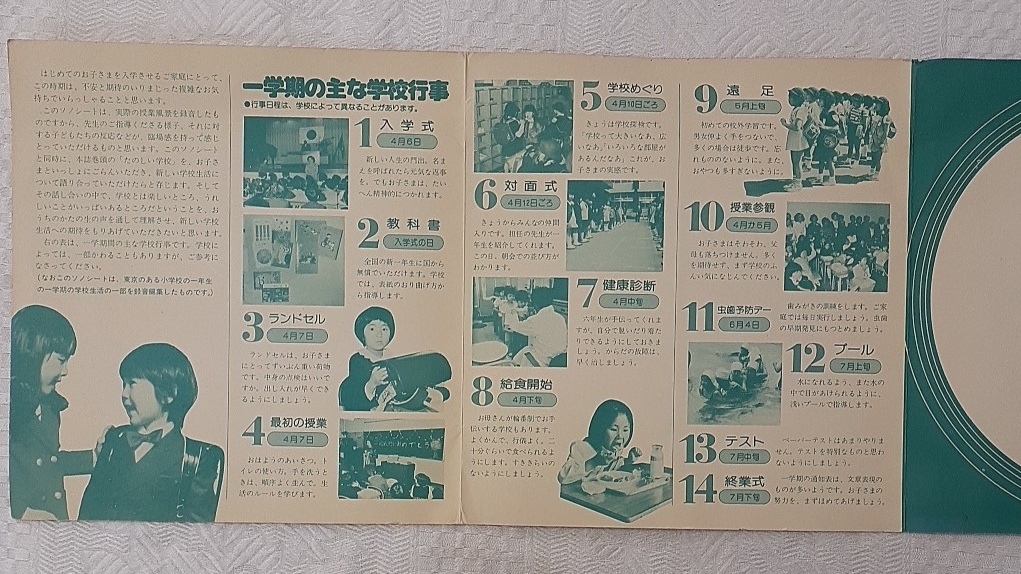 はじめてのお子さまを入学させるご家庭にとって、
この時期は、不安と期待のいりまじった複雑なお気
持ちでいらっしゃることと思います。
このソノシートは、実際の授業風景を録音したも
のですから、先生のご指導くださる様子、それに対
する子どもたちの反応などが、臨場感を持って感じ
とっていただけるものと思います。このソノシート
と同時に、本誌巻頭の「たのしい学校」を、お子さ
まといっしょにごらんいただき、新しい学校生活に
ついて語り合っていただけたらと存じます。そして
その話し合いの中で、学校とは楽しいところ、うれ
しいことがいっぱいあるところだということを、お
うちのかたの生の声を通して理解させ、新しい学校
生活への期待をもりあげていただきたいと思います。
右の表は、一学期の主な学校行事です。学校に
よっては、一部かわることもありますが、ご参考に
なさってください。
(なおこのソノシートは、東京のある小学校の一年生
の一学期の学校生活の一部を録音編集したものです。)
一学期の主な学校行事
●行事日程は、学校によって異なることがあります。
1 入学式
4月6日
新しい人生の門出。名ま
えを呼ばれたら元気な返事
を。でもお子さまは、たい
へん精神的につかれます。
2 教科書
入学式の日
全国の新一年生に国から
無償でいただけます。学校
では、表紙のおり曲げ方か
ら指導します。
3 ランドセル
4月7日
ランドセルは、お子さま
にとってずいぶん重い荷物
です。中身の点検はいいで
すか。出し入れが早くでき
るようにしましょう。
4 最初の授業
4月7日
おはようのあいさつ。ト
イレの使い方。手を洗うと
きは、順序よく並んで。生
活のルールを学びます。
5 学校めぐり
4月10日ごろ
きょうは学校探検です。
「学校って大きいなあ、広
いなあ」「いろいろな部屋が
あるんだなあ」これが、お
子さまの実感です。
6 対面式
4月12日ごろ
きょうからみんなの仲間
入りです。担任の先生が一
年生を紹介してくれます。
この日、朝会での並び方が
わかります。
7 健康診断
4月中旬
六年生が手伝ってくれま
すが、自分で脱いだり着た
りできるようにしておきま
しょう。からだの故障は、
早く治しましょう。
8 給食開始
4月下旬
お母さんが輪番制でお手
伝いする学校もあります。
よくかんで、行儀よく、二
十分ぐらいで食べられるよ
うにします。すききらいの
ないようにしましょう。
9 遠足
5月上旬
初めての校外学習です。
男女仲よく手をつないで。
多くの場合は徒歩です。忘
れもののないように。また、
おやつも多すぎないように。
10 授業参観
4月か5月
お子さまはそわそわ、父
母も落ちつきません。多く
を期待せず、まず学校のふ
んい気になじんでください。
11 虫歯予防デー
6月4日
歯みがきの訓練をします。ご家
庭では毎日実行しましょう。虫歯
の早期発見にもつとめましょう。
12 プール
7月上旬
水になれるよう、また水の
中で目があけられるように、
浅いプールで指導します。
13 テスト
7月中旬
ペーパーテストはあまりやりま
せん。テストを特別なものと思わ
ないようにしましょう。
14 終業式
7月下旬
一学期の通知表は、文章表現の
ものが多いようです。お子さまの
努力を、まずほめてあげましょう。